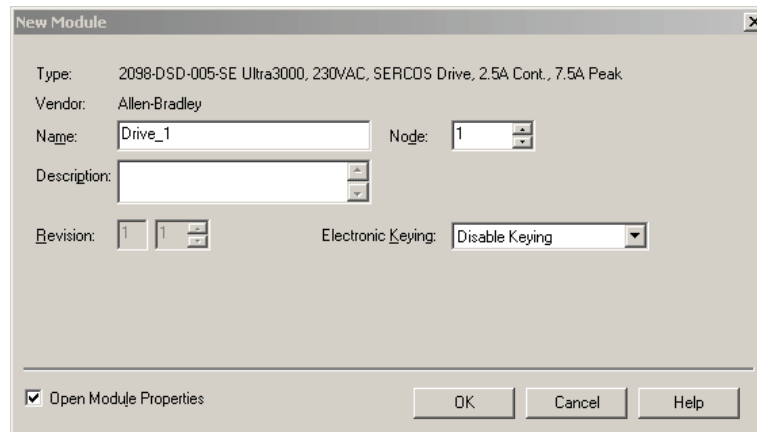 New Module
Type: 2098-DSD-005-SE Ultra3000, 230VAC, SERCOS Drive, 2.5A Cont., 7.5A Peak
Vendor: Allen-Bradley
Name: Drive_1 Node: 1
Description:
Revision: 1 1 Electronic Keying: Disable Keying
Open Module Properties OK Cancel Help